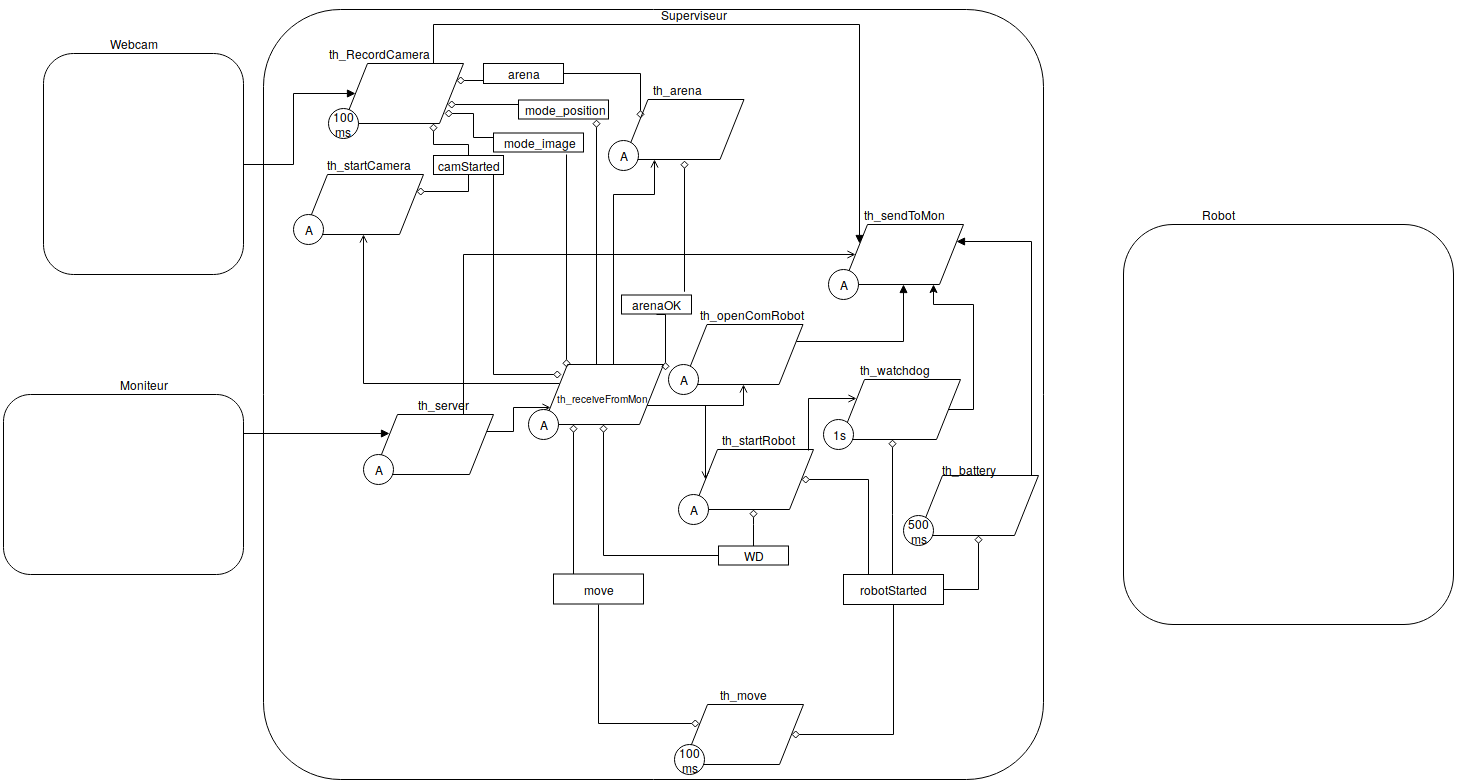 Superviseur
Webcam
th_RecordCamera
arena
th_arena
mode_position
100
ms
mode_image
A
th_startCamera
camStarted
A
th_sendToMon
Robot
A
arenaOK
th_openComRobot
th_watchdog
Moniteur
A
th_receiveFromMon
th_server
A
1s
th_startRobot
A
th_battery
A
500
ms
WD
move
robotStarted
th_move
100
ms